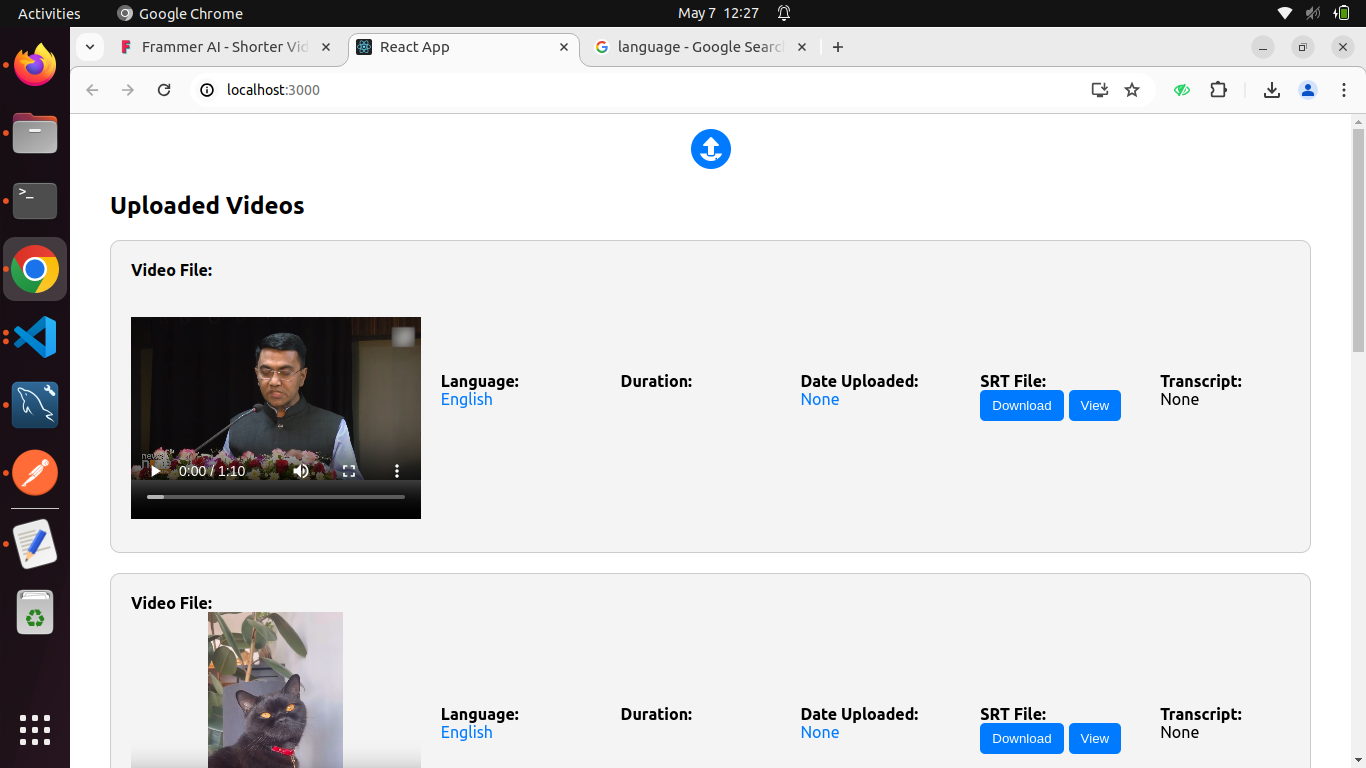 Activities
Google Chrome
May 7 12:27
Frammer AI - Shorter Vid
React App
language - Google Searc
localhost:3000
Uploaded Videos
Video File:
0:00 / 1:10
Language:
English
Duration:
Date Uploaded:
None
SRT File:
Download
View
Transcript:
None
Video File:
Language:
English
Duration:
Date Uploaded:
None
SRT File:
Download
View
Transcript:
None